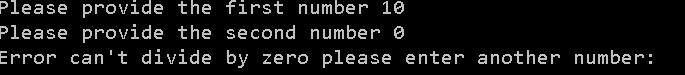 Please provide the first number 10
Please provide the second number 0
Error can't divide by zero please enter another number: